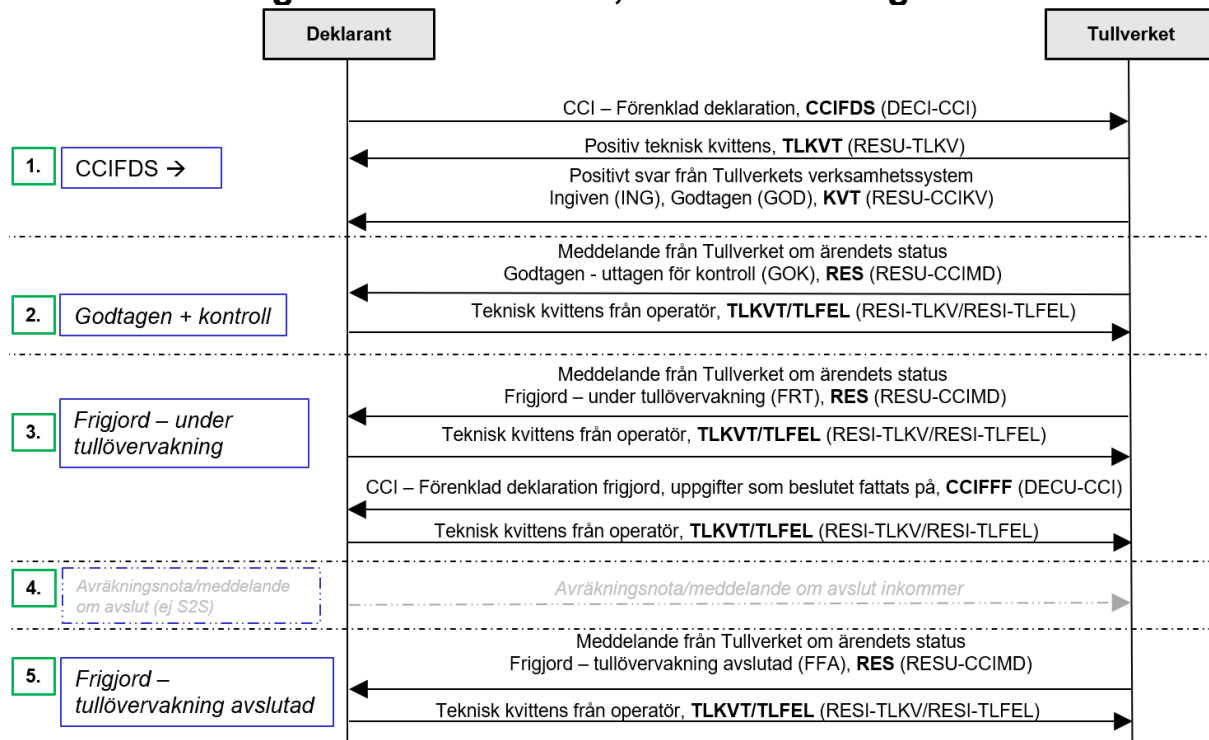 Deklarant
Tullverket
CCI – Förenklad deklaration, CCIFDS (DECI-CCI)
Positiv teknisk kvittens, TLKVT (RESU-TLKV)
1.
CCIFDS →
Positivt svar från Tullverkets verksamhetssystem
Ingiven (ING), Godtagen (GOD), KVT (RESU-CCIKV)
Meddelande från Tullverket om ärendets status
Godtagen - uttagen för kontroll (GOK), RES (RESU-CCIMD)
2.
Godtagen + kontroll
Teknisk kvittens från operatör, TLKVT/TLFEL (RESI-TLKV/RESI-TLFEL)
Meddelande från Tullverket om ärendets status
Frigjord – under tullövervakning (FRT), RES (RESU-CCIMD)
3.
Frigjord – under
tullövervakning
Teknisk kvittens från operatör, TLKVT/TLFEL (RESI-TLKV/RESI-TLFEL)
CCI – Förenklad deklaration frigjord, uppgifter som beslutet fattats på, CCIFFF (DECU-CCI)
Teknisk kvittens från operatör, TLKVT/TLFEL (RESI-TLKV/RESI-TLFEL)
4.
Avräkningsnota/meddelande
om avslut (ej S2S)
Avräkningsnota/meddelande om avslut inkommer
Meddelande från Tullverket om ärendets status
Frigjord – tullövervakning avslutad (FFA), RES (RESU-CCIMD)
5.
Frigjord –
tullövervakning avslutad
Teknisk kvittens från operatör, TLKVT/TLFEL (RESI-TLKV/RESI-TLFEL)